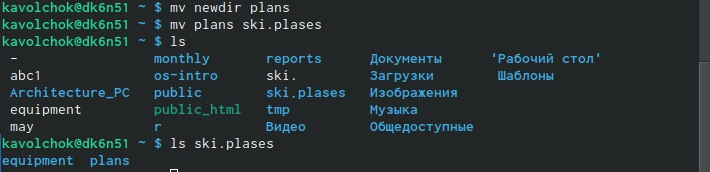 kavolchok@dk6n51 ~ $ mv newdir plans
kavolchok@dk6n51 ~ $ mv plans ski.plases
kavolchok@dk6n51 ~ $ ls
- monthly reports Документы 'Рабочий стол'
abc1 os-intro ski. Загрузки Шаблоны
Architecture_PC public ski.plases Изображения
equipment public_html tmp Музыка
may r Видео Общедоступные
kavolchok@dk6n51 ~ $ ls ski.plases
equipment plans